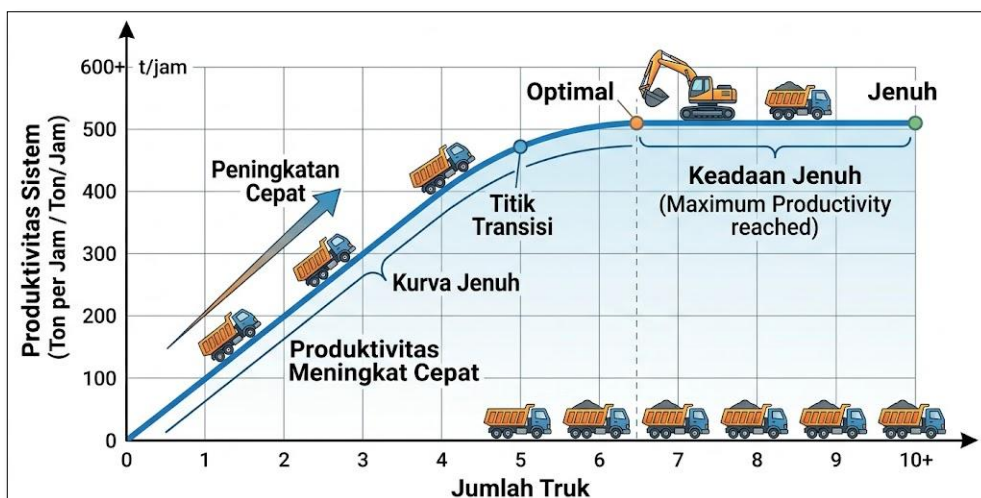 Produktivitas Sistem
(Ton per Jam / Ton/ Jam)
600+
t/jam
500
400
300
200
100
0
Peningkatan
Cepat
Optimal
Jenuh
Titik
Transisi
Keadaan Jenuh
(Maximum Productivity
reached)
Kurva Jenuh
Produktivitas
Meningkat Cepat
0
1
2
3
4
5
6
7
8
9
10+
Jumlah Truk